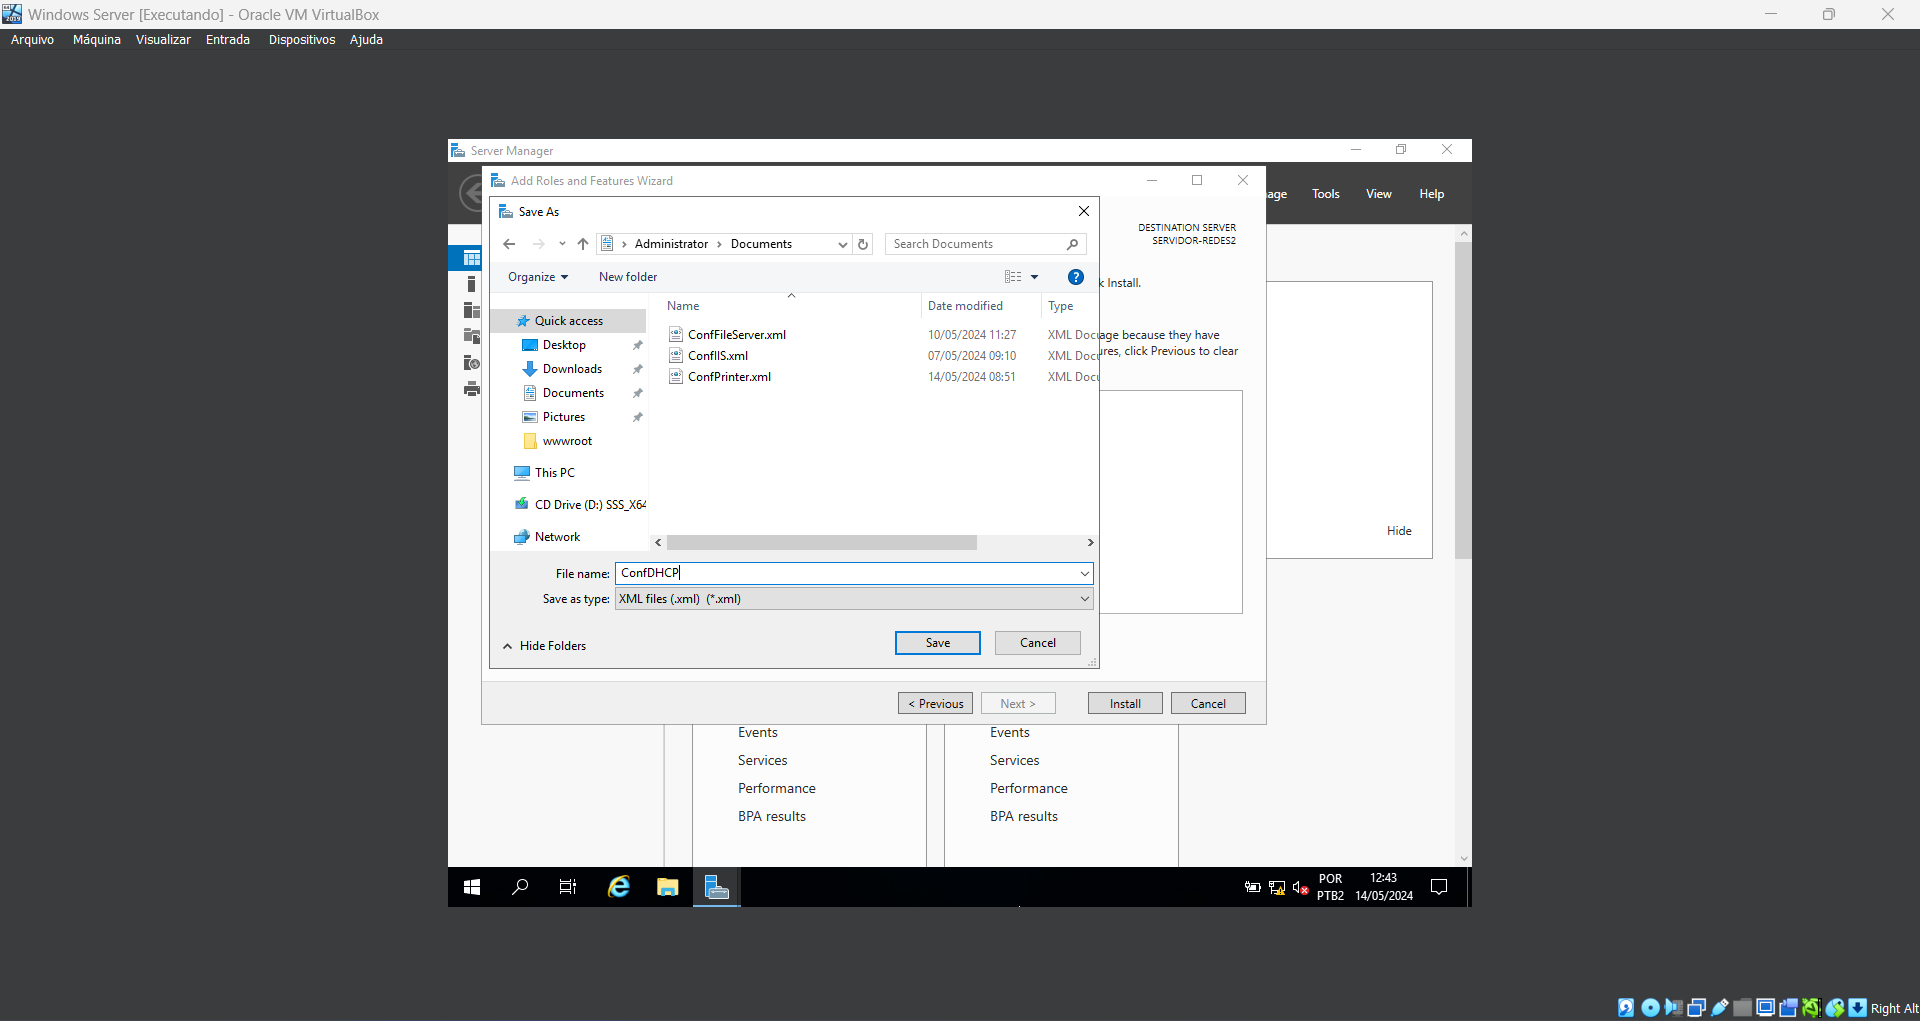 Windows Server [Executando] - Oracle VM VirtualBox
Arquivo Máquina Visualizar Entrada Dispositivos Ajuda
Server Manager
Add Roles and Features Wizard
Tools View Help
Save As
DESTINATION SERVER
SERVIDOR-REDES2
Administrator Documents
Search Documents
Organize New folder
Install.
Name Date modified Type
Quick access
Desktop
Downloads
Documents
Pictures
wwwroot
This PC
CD Drive (D:) SSS_X64
Network
ConfFileServer.xml 10/05/2024 11:27 XML Docu
ConfIIS.xml 07/05/2024 09:10 XML Docu
ConfPrinter.xml 14/05/2024 08:51 XML Docu
age because they have
ures, click Previous to clear
Hide
File name: ConfDHCP
Save as type: XML files (.xml) (*.xml)
Hide Folders
Save Cancel
< Previous Next > Install Cancel
Events
Services
Performance
BPA results
Events
Services
Performance
BPA results
POR
PTB2
12:43
14/05/2024
Right Alt